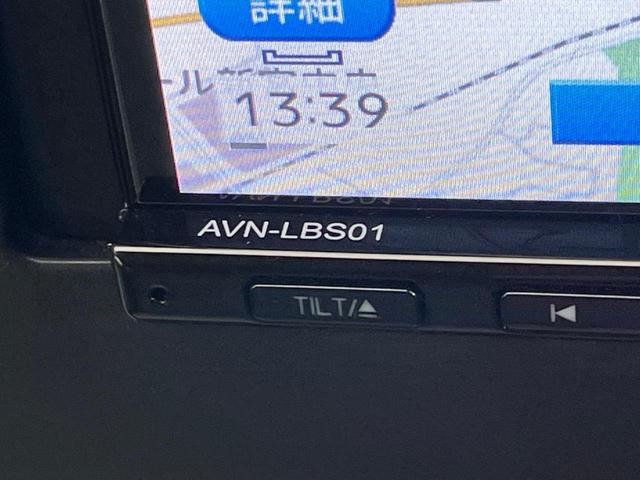 詳細
13:39
AVN-LBS01
TILT/⏏